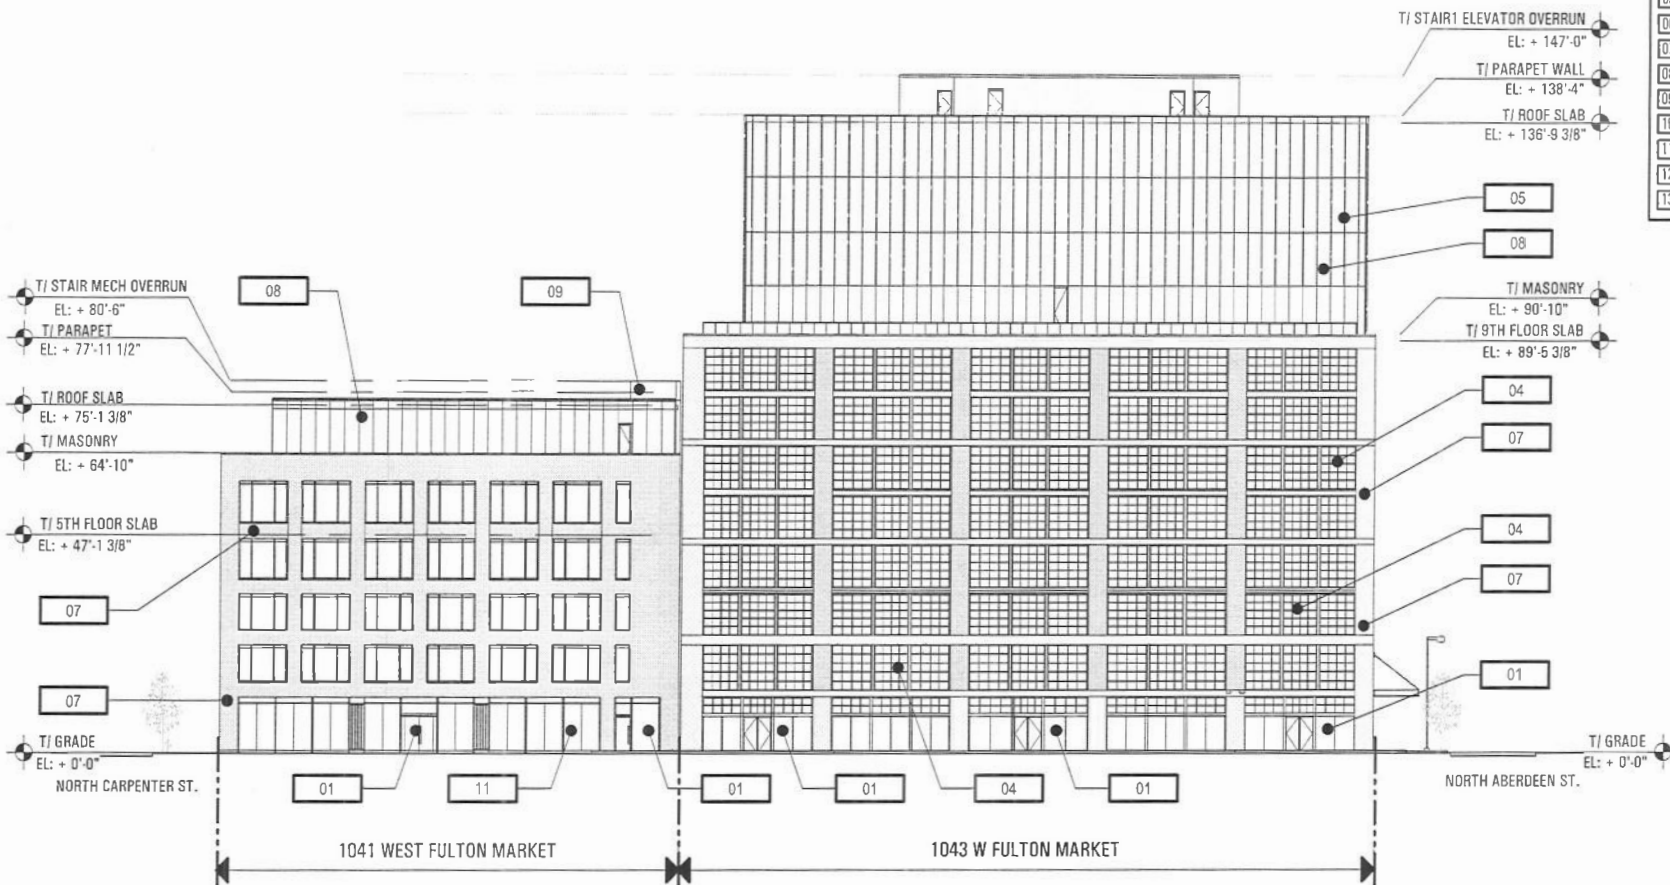 T/ STAIR1 ELEVATOR OVERRUN
EL: + 147'-0"
T/ PARAPET WALL
EL: + 138'-4"
T/ ROOF SLAB
EL: + 136'-9 3/8"
05
08
T/ MASONRY
EL: + 90'-10"
T/ 9TH FLOOR SLAB
EL: + 89'-5 3/8"
04
07
04
07
01
T/ GRADE
EL: + 0'-0"
NORTH ABERDEEN ST.
T/ STAIR MECH OVERRUN
EL: + 80'-6"
T/ PARAPET
EL: + 77'-11 1/2"
T/ ROOF SLAB
EL: + 75'-1 3/8"
T/ MASONRY
EL: + 64'-10"
T/ 5TH FLOOR SLAB
EL: + 47'-1 3/8"
08
09
07
07
T/ GRADE
EL: + 0'-0"
NORTH CARPENTER ST.
01
11
01
01
04
01
1041 WEST FULTON MARKET
1043 W FULTON MARKET